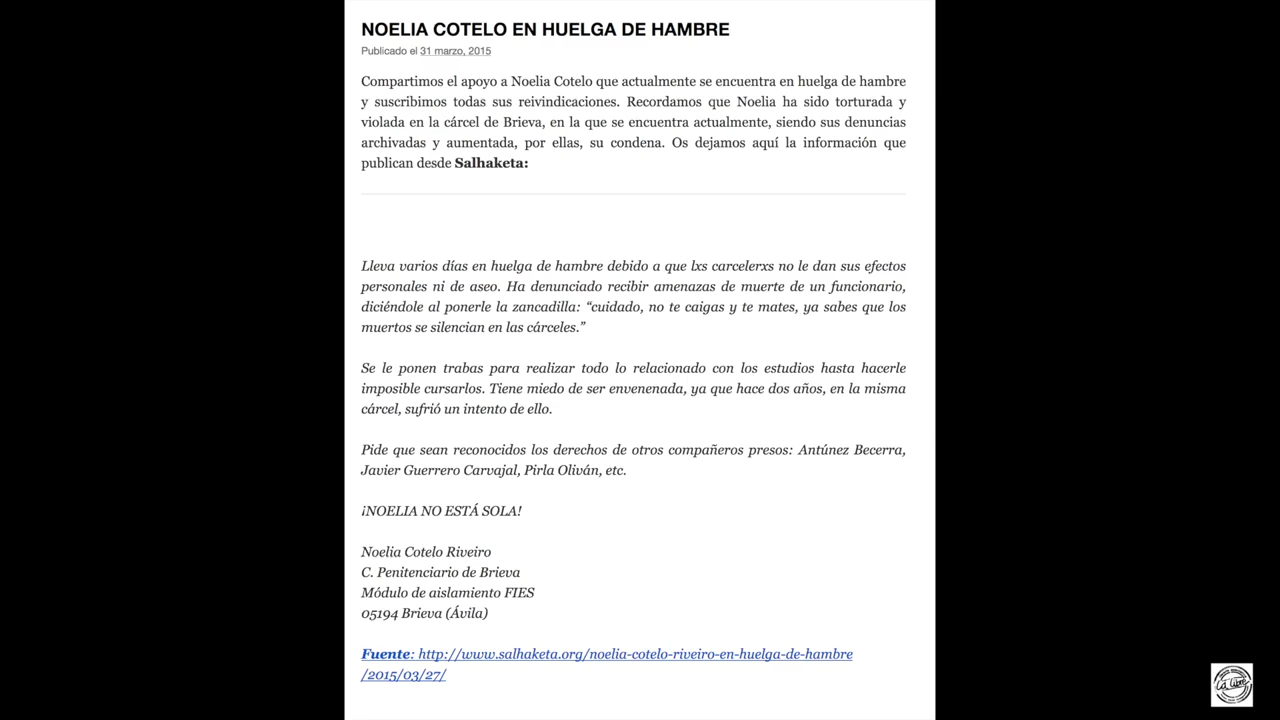 NOELIA COTELO EN HUELGA DE HAMBRE
Publicado el 31 marzo, 2015
Compartimos el apoyo a Noelia Cotelo que actualmente se encuentra en huelga de hambre
y suscribimos todas sus reivindicaciones. Recordamos que Noelia ha sido torturada y
violada en la cárcel de Brieva, en la que se encuentra actualmente, siendo sus denuncias
archivadas y aumentada, por ellas, su condena. Os dejamos aquí la información que
publican desde Salhaketa:
Lleva varios días en huelga de hambre debido a que lxs carcelerxs no le dan sus efectos
personales ni de aseo. Ha denunciado recibir amenazas de muerte de un funcionario,
diciéndole al ponerle la zancadilla: “cuidado, no te caigas y te mates, ya sabes que los
muertos se silencian en las cárceles.”
Se le ponen trabas para realizar todo lo relacionado con los estudios hasta hacerle
imposible cursarlos. Tiene miedo de ser envenenada, ya que hace dos años, en la misma
cárcel, sufrió un intento de ello.
Pide que sean reconocidos los derechos de otros compañeros presos: Antúnez Becerra,
Javier Guerrero Carvajal, Pirla Oliván, etc.
¡NOELIA NO ESTÁ SOLA!
Noelia Cotelo Riveiro
C. Penitenciario de Brieva
Módulo de aislamiento FIES
05194 Brieva (Ávila)
Fuente: http://www.salhaketa.org/noelia-cotelo-riveiro-en-huelga-de-hambre
/2015/03/27/